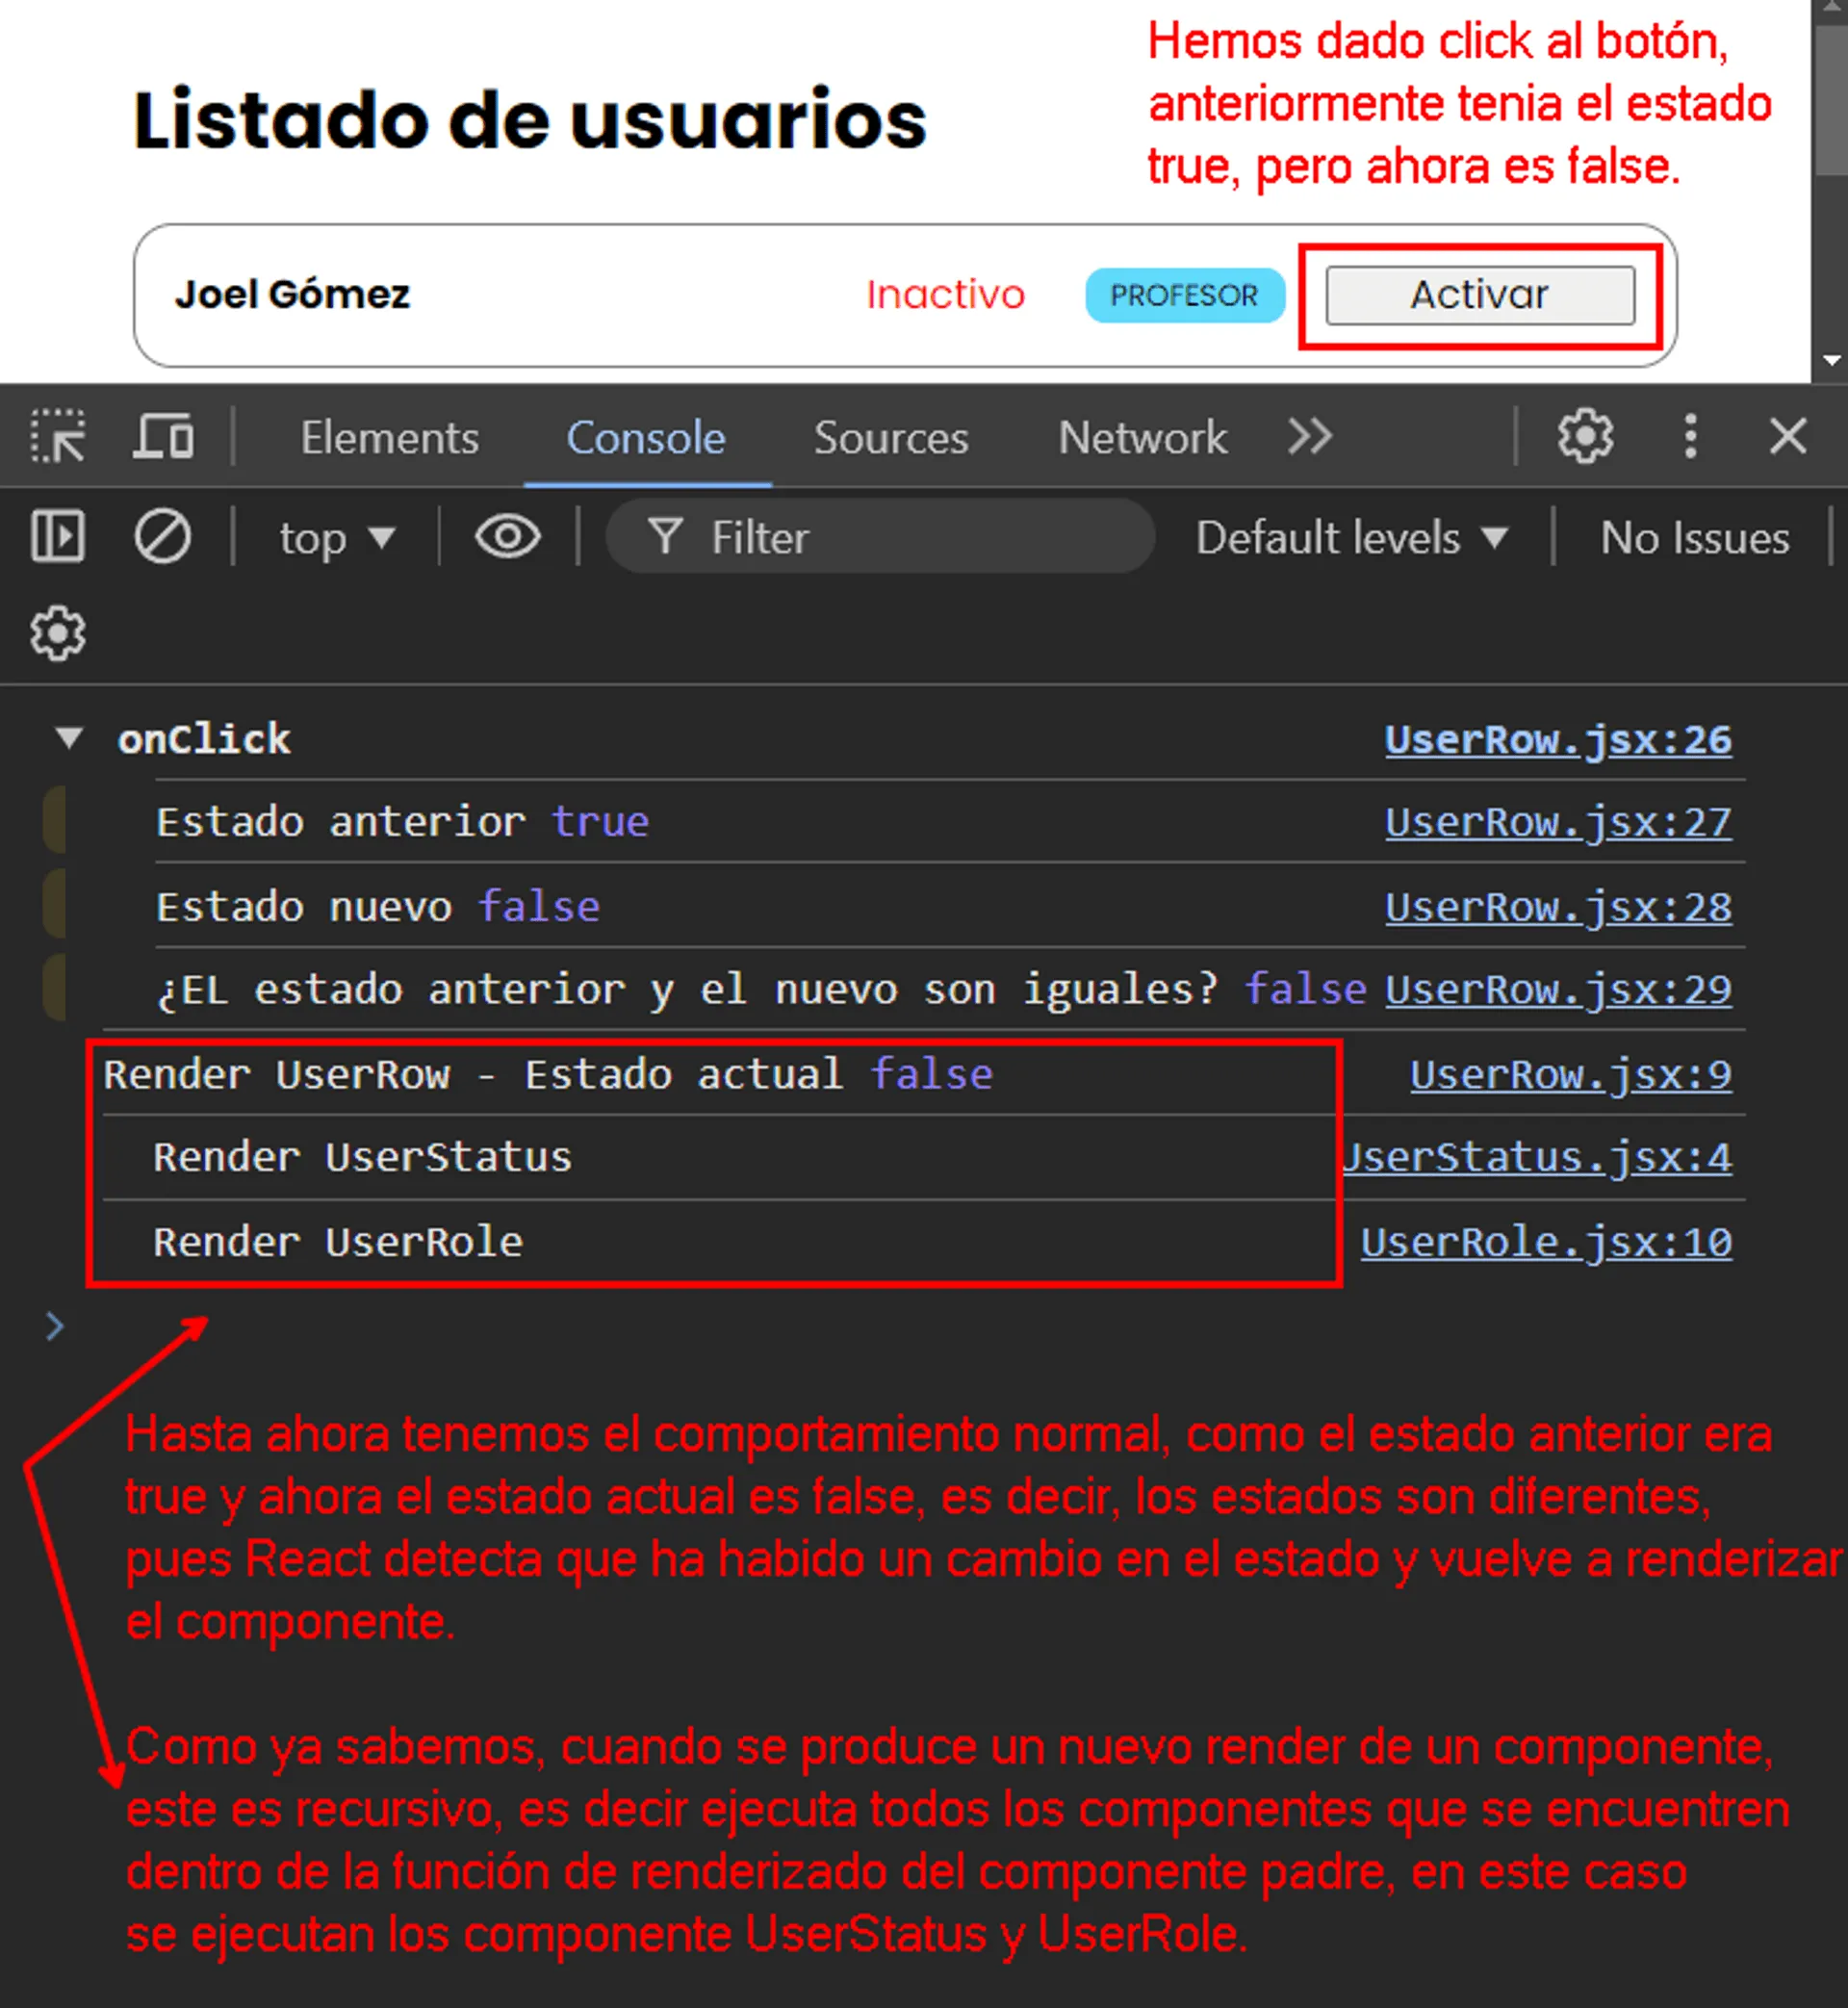 Hemos dado click al botón,
anteriormente tenia el estado
true, pero ahora es false.
Listado de usuarios
Joel Gómez Inactivo PROFESOR Activar
Elements Console Sources Network
top Filter Default levels No Issues
onClick UserRow.jsx:26
Estado anterior true UserRow.jsx:27
Estado nuevo false UserRow.jsx:28
¿EL estado anterior y el nuevo son iguales? false UserRow.jsx:29
Render UserRow - Estado actual false UserRow.jsx:9
Render UserStatus UserStatus.jsx:4
Render UserRole UserRole.jsx:10
Hasta ahora tenemos el comportamiento normal, como el estado anterior era
true y ahora el estado actual es false, es decir, los estados son diferentes,
pues React detecta que ha habido un cambio en el estado y vuelve a renderizar
el componente.
Como ya sabemos, cuando se produce un nuevo render de un componente,
este es recursivo, es decir ejecuta todos los componentes que se encuentren
dentro de la función de renderizado del componente padre, en este caso
se ejecutan los componente UserStatus y UserRole.